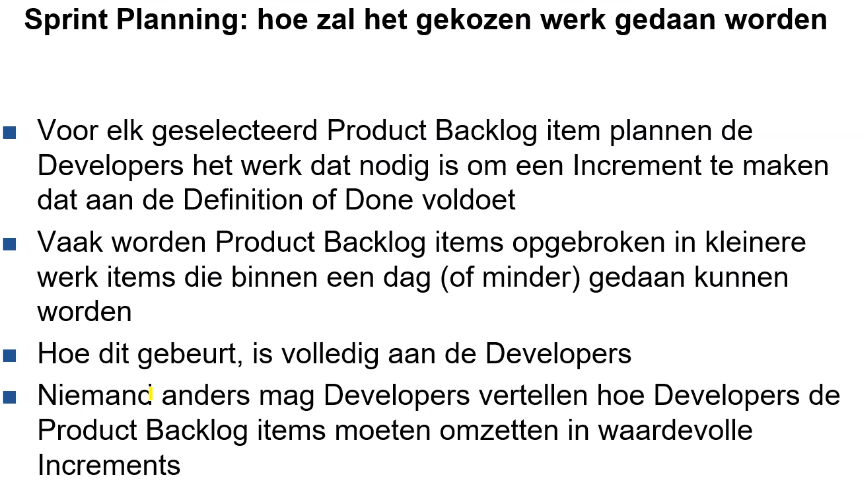 Sprint Planning: hoe zal het gekozen werk gedaan worden
Voor elk geselecteerd Product Backlog item plannen de
Developers het werk dat nodig is om een Increment te maken
dat aan de Definition of Done voldoet
Vaak worden Product Backlog items opgebroken in kleinere
werk items die binnen een dag (of minder) gedaan kunnen
worden
Hoe dit gebeurt, is volledig aan de Developers
Niemand anders mag Developers vertellen hoe Developers de
Product Backlog items moeten omzetten in waardevolle
Increments